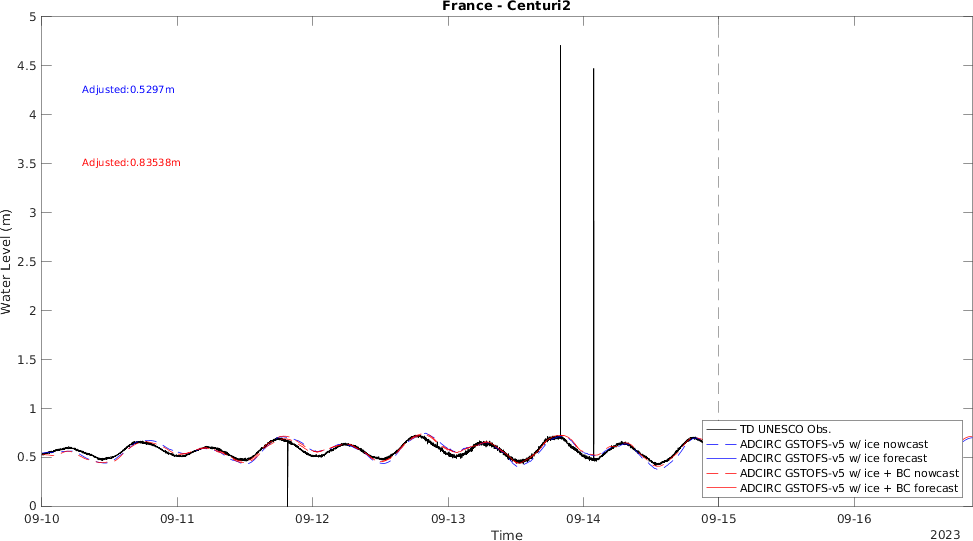 France - Centuri2
5
4.5
4
3.5
3
2.5
2
1.5
1
0.5
0
Water Level (m)
Adjusted:0.5297m
Adjusted:0.83538m
TD UNESCO Obs.
ADCIRC GSTOFS-v5 w/ ice nowcast
ADCIRC GSTOFS-v5 w/ ice forecast
ADCIRC GSTOFS-v5 w/ ice + BC nowcast
ADCIRC GSTOFS-v5 w/ ice + BC forecast
09-10 09-11 09-12 09-13 09-14 09-15 09-16
Time
2023